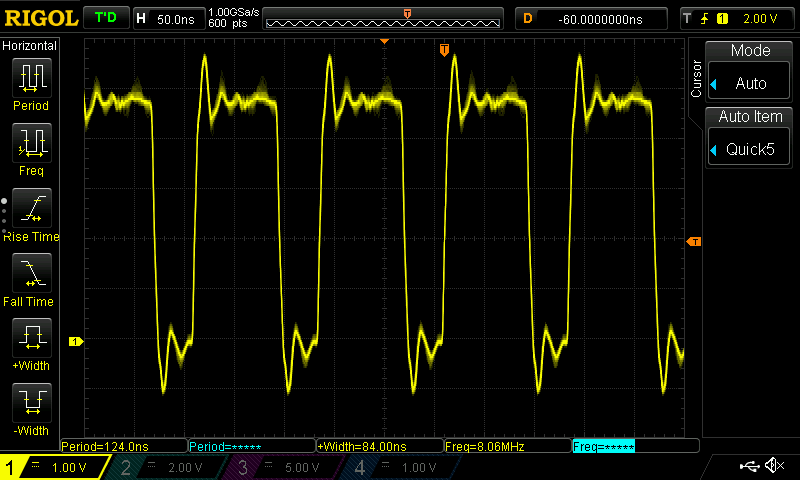 RIGOL T'D H 50.0ns 1.00GSa/s 600 pts D -60.0000000ns T 1 2.00 V
Horizontal
Period
Freq
Rise Time
Fall Time
+Width
-Width
T
T
1
Cursor
Mode
Auto
Auto Item
Quick5
Period=124.0ns Period=***** +Width=84.00ns Freq=8.06MHz Freq=*****
1 1.00 V 2 2.00 V 3 5.00 V 4 1.00 V